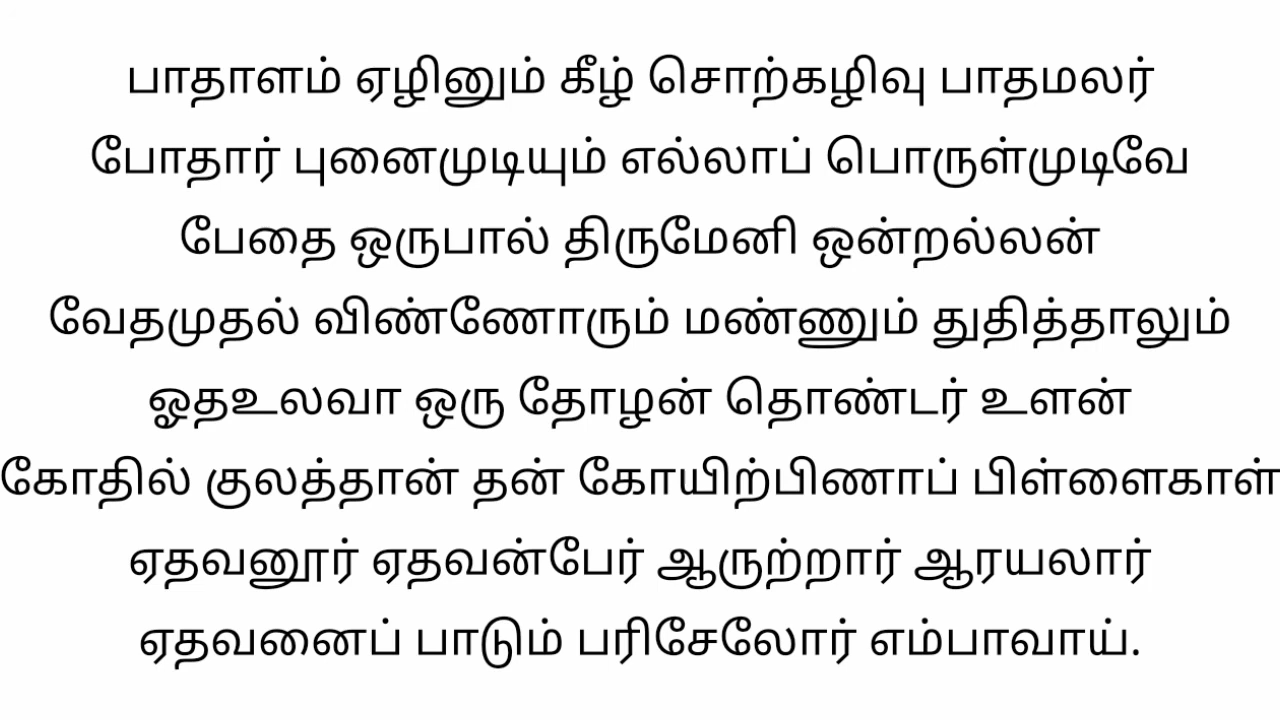 பாதாளம் ஏழினும் கீழ் சொற்கழிவு பாதமலர்
போதார் புனைமுடியும் எல்லாப் பொருள்முடிவே
பேதை ஒருபால் திருமேனி ஒன்றல்லன்
வேதமுதல் விண்ணோரும் மண்ணும் துதித்தாலும்
ஓதஉலவா ஒரு தோழன் தொண்டர் உளன்
கோதில் குலத்தான் தன் கோயிற்பிணாப் பிள்ளைகாள்
ஏதவனூர் ஏதவன்பேர் ஆருற்றார் ஆரயலார்
ஏதவனைப் பாடும் பரிசேலோர் எம்பாவாய்.